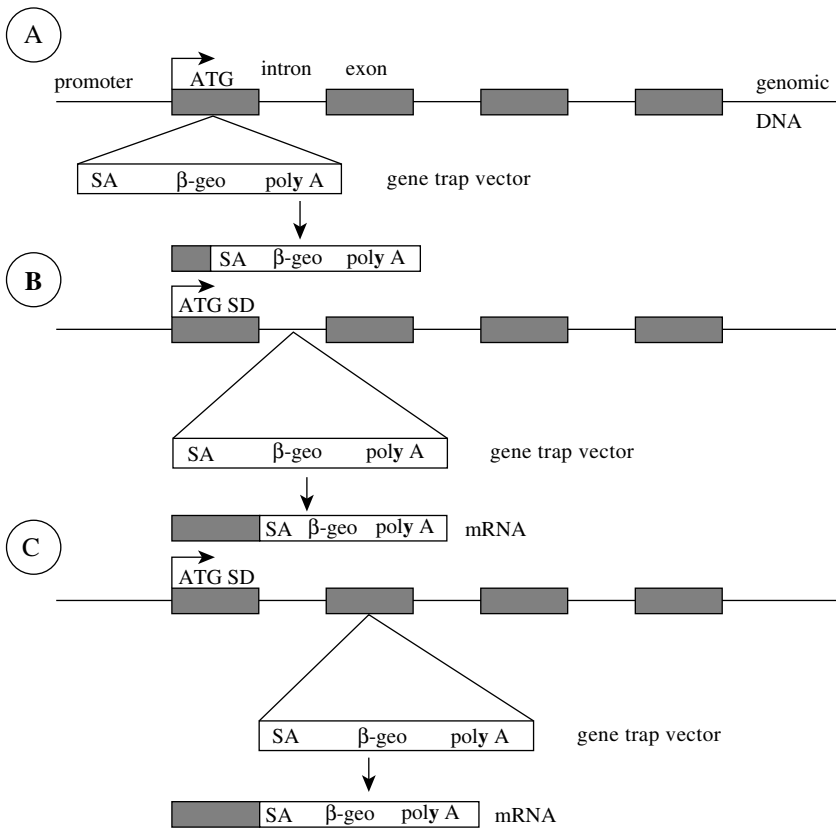 A
promoter ATG intron exon genomic
DNA
SA β-geo poly A gene trap vector
SA β-geo poly A
B
ATG SD
SA β-geo poly A gene trap vector
SA β-geo poly A mRNA
C
ATG SD
SA β-geo poly A gene trap vector
SA β-geo poly A mRNA